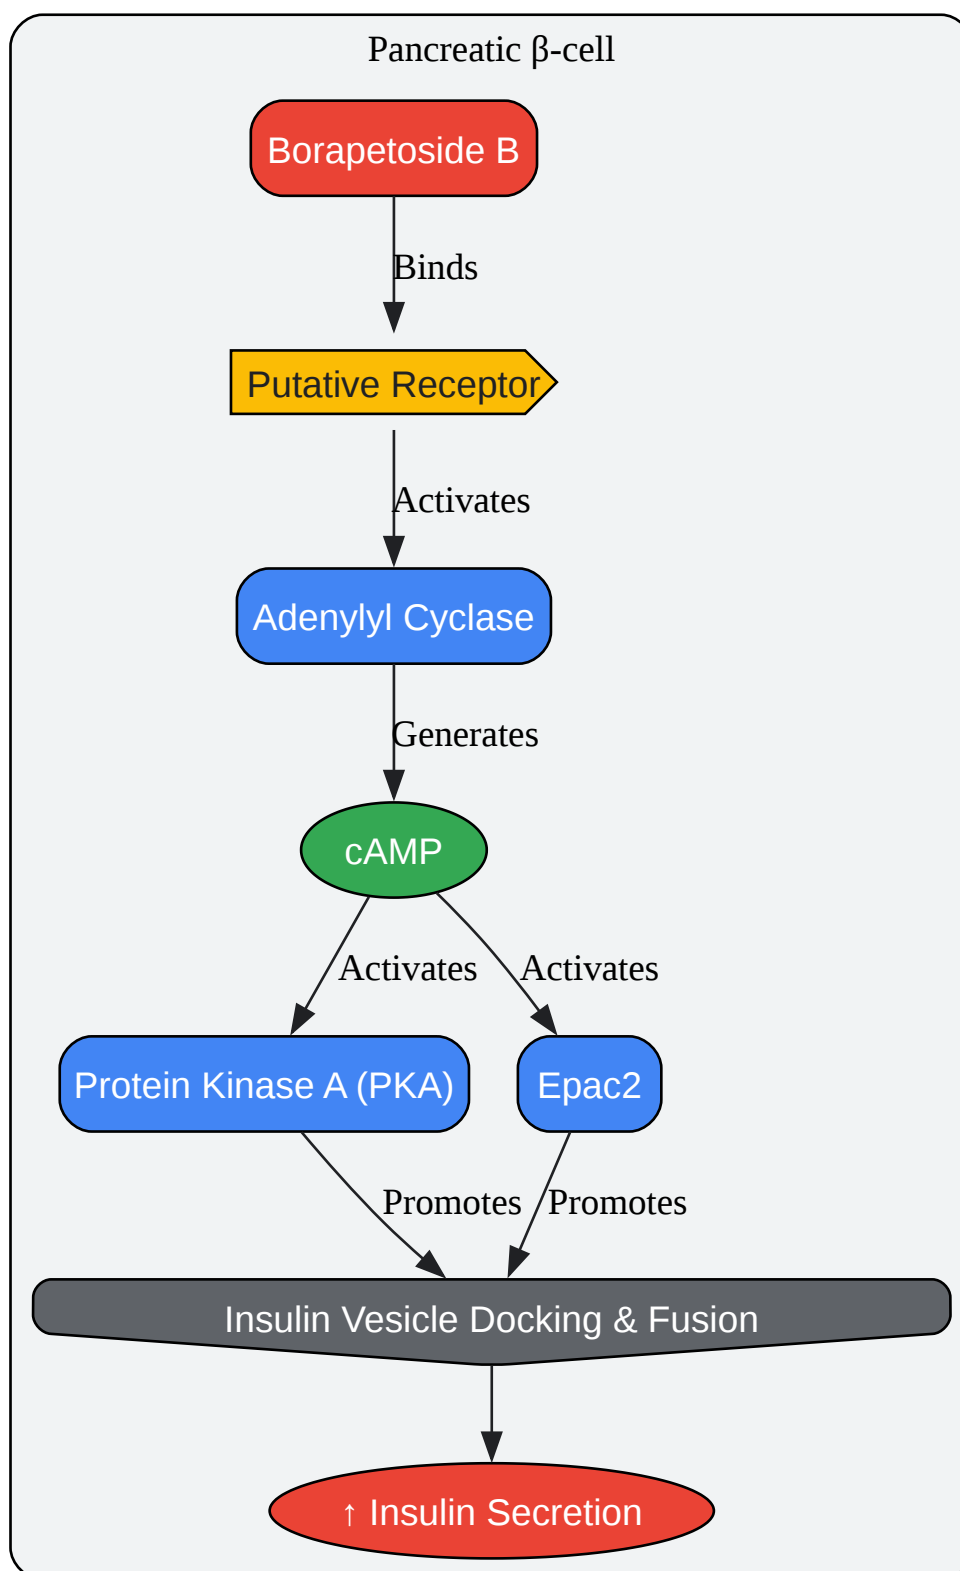 Pancreatic β-cell
Borapetoside B
Binds
Putative Receptor
Activates
Adenylyl Cyclase
Generates
cAMP
Activates
Activates
Protein Kinase A (PKA)
Epac2
Promotes
Promotes
Insulin Vesicle Docking & Fusion
↑ Insulin Secretion